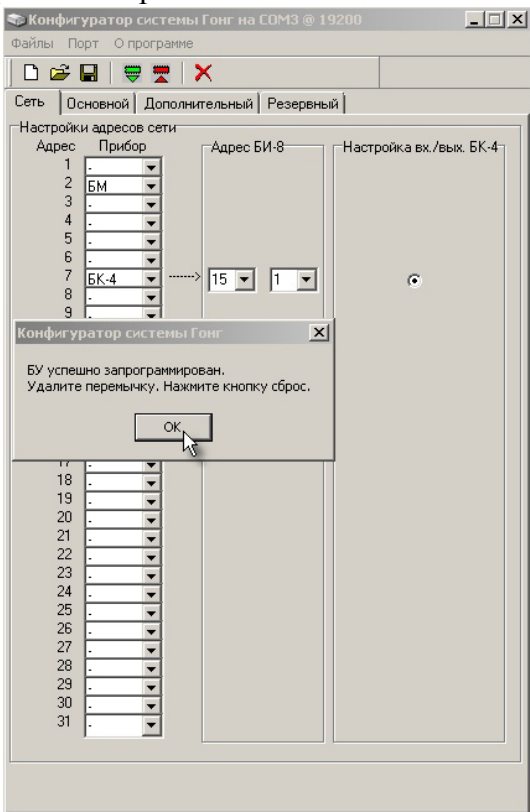 Конфигуратор системы Гонг на COM3 @ 19200
Файлы Порт О программе
Сеть Основной Дополнительный Резервный
Настройки адресов сети
Адрес Прибор Адрес БИ-8 Настройка вх./вых. БК-4
1 .
2 БМ
3 .
4 .
5 .
6 .
7 БК-4 -----> 15 1
8 .
9 .
Конфигуратор системы Гонг
БУ успешно запрограммирован.
Удалите перемычку. Нажмите кнопку сброс.
OK
17 .
18 .
19 .
20 .
21 .
22 .
23 .
24 .
25 .
26 .
27 .
28 .
29 .
30 .
31 .